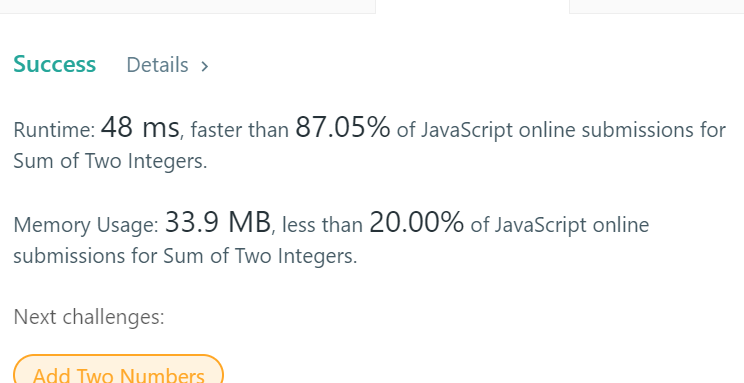 Success Details >
Runtime: 48 ms, faster than 87.05% of JavaScript online submissions for
Sum of Two Integers.
Memory Usage: 33.9 MB, less than 20.00% of JavaScript online
submissions for Sum of Two Integers.
Next challenges:
Add Two Numbers